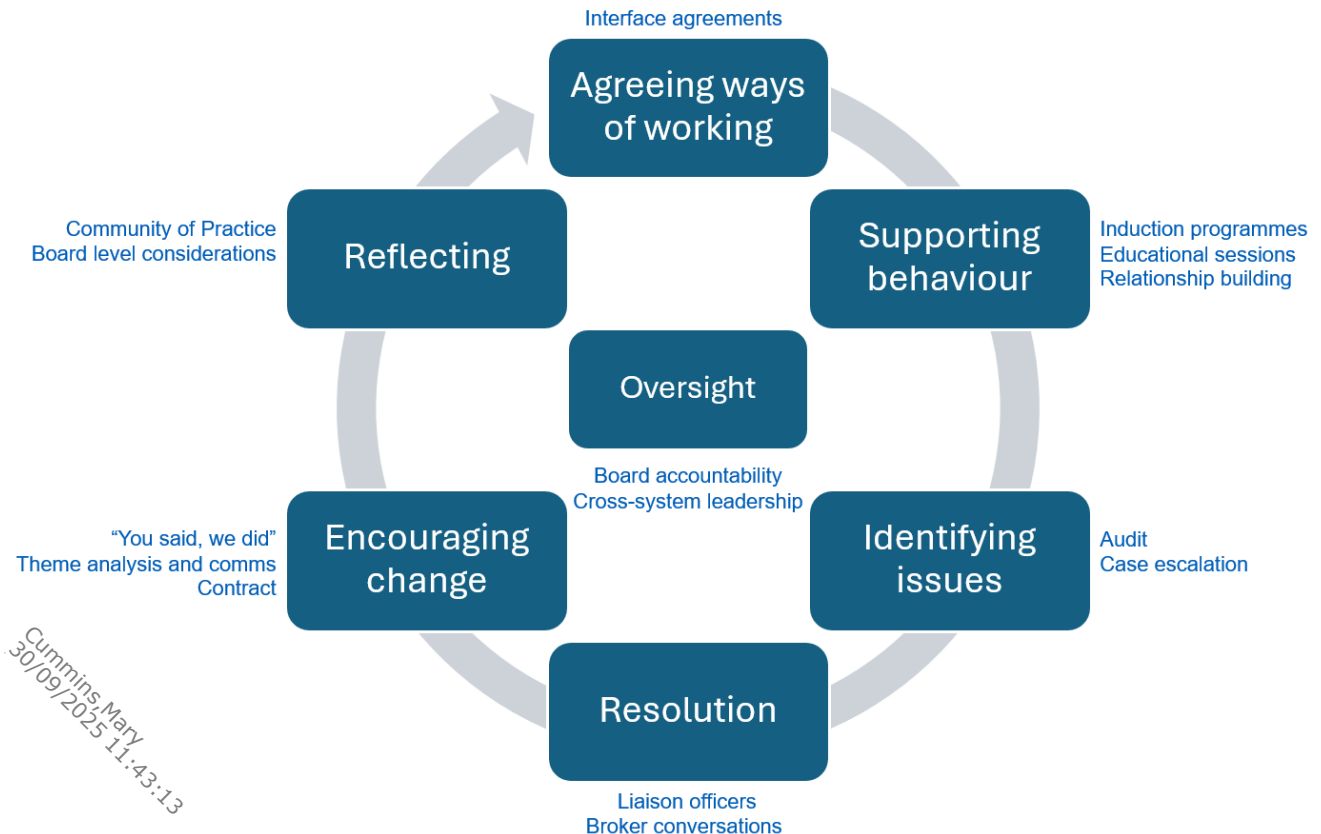 Interface agreements
Agreeing ways
of working
Supporting
behaviour
Induction programmes
Educational sessions
Relationship building
Identifying
issues
Audit
Case escalation
Resolution
Liaison officers
Broker conversations
Encouraging
change
“You said, we did”
Theme analysis and comms
Contract
Reflecting
Community of Practice
Board level considerations
Oversight
Board accountability
Cross-system leadership
Cummins,Mary
30/09/2025 11:43:13